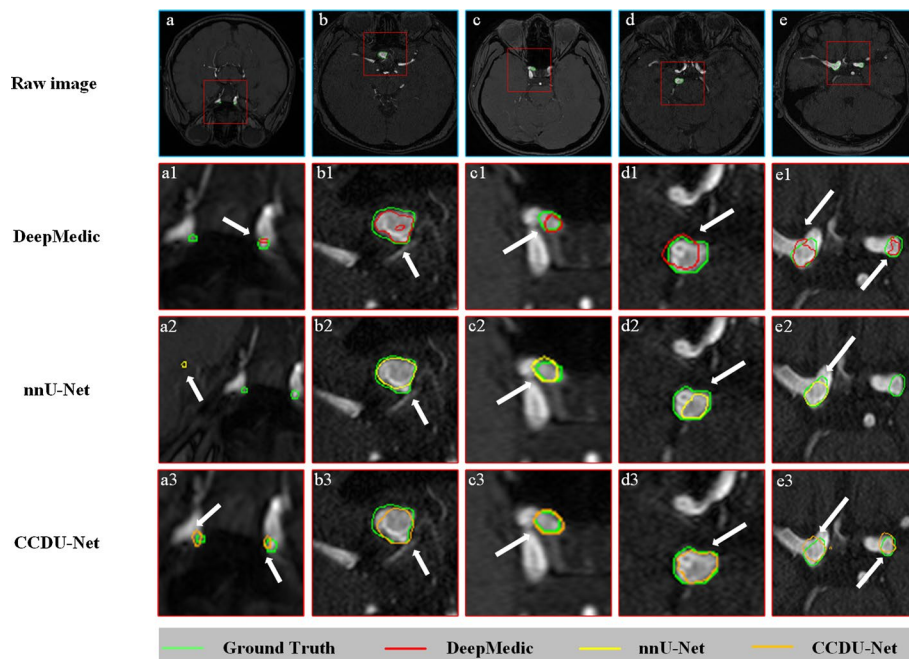 a b c d e
Raw image
a1 b1 c1 d1 e1
DeepMedic
a2 b2 c2 d2 e2
nnU-Net
a3 b3 c3 d3 e3
CCDU-Net
Ground Truth DeepMedic nnU-Net CCDU-Net